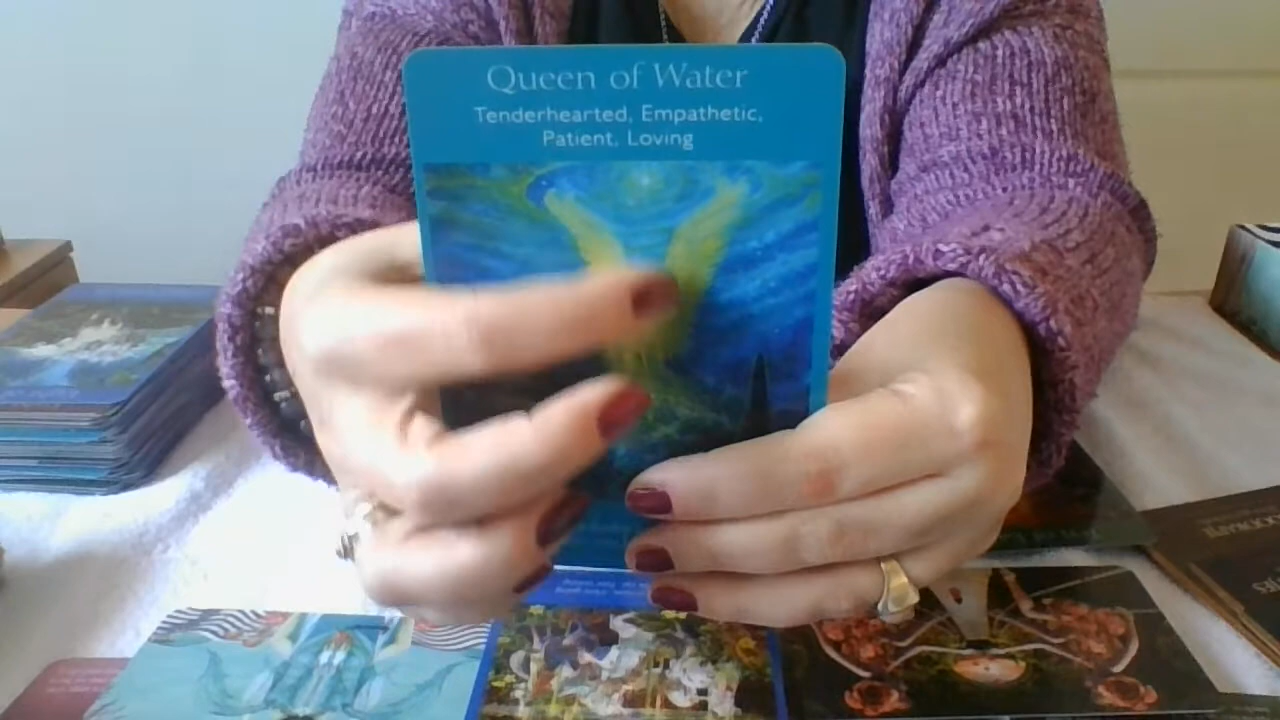 Queen of Water
Tenderhearted, Empathetic,
Patient, Loving